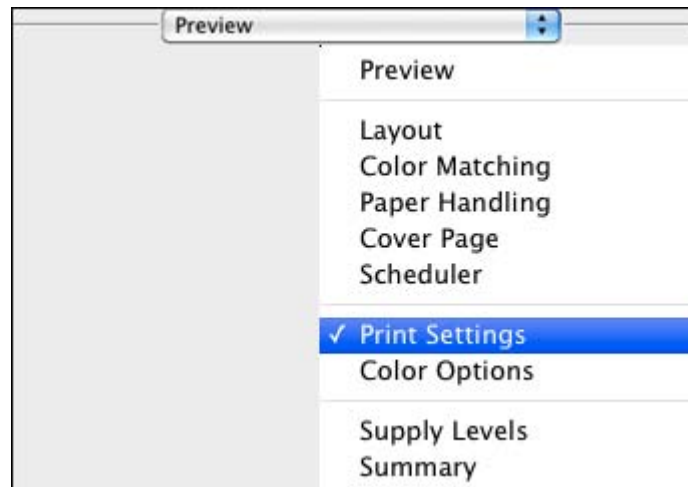 Preview
Preview
Layout
Color Matching
Paper Handling
Cover Page
Scheduler
✓ Print Settings
Color Options
Supply Levels
Summary